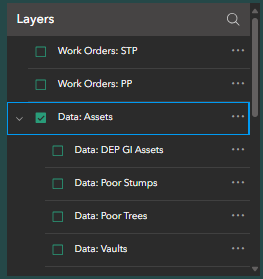 Layers
Work Orders: STP
Work Orders: PP
Data: Assets
Data: DEP GI Assets
Data: Poor Stumps
Data: Poor Trees
Data: Vaults